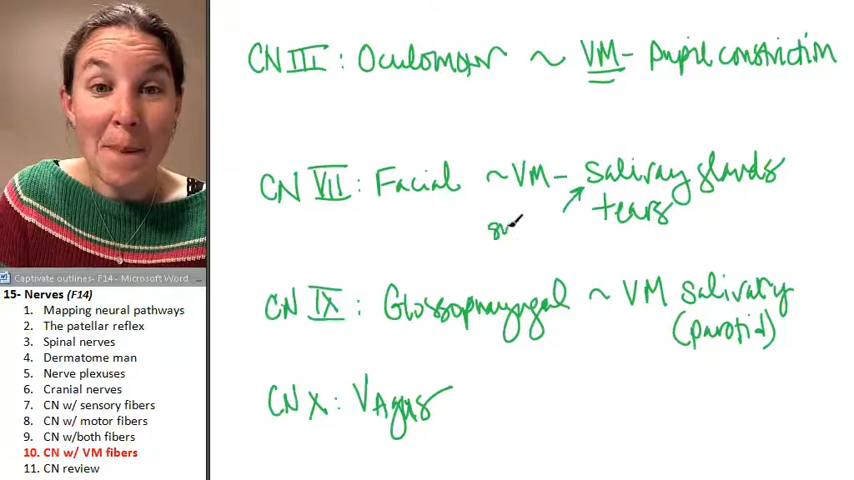 CN III : Oculomotor ~ VM - Pupil constriction
CN VII : Facial ~ VM - salivary glands
tears
CN IX : Glossopharyngeal ~ VM salivary
(parotid)
CN X : Vagus
Captivate outlines- F14 - Microsoft Word
15- Nerves (F14)
1. Mapping neural pathways
2. The patellar reflex
3. Spinal nerves
4. Dermatome man
5. Nerve plexuses
6. Cranial nerves
7. CN w/ sensory fibers
8. CN w/ motor fibers
9. CN w/both fibers
10. CN w/ VM fibers
11. CN review